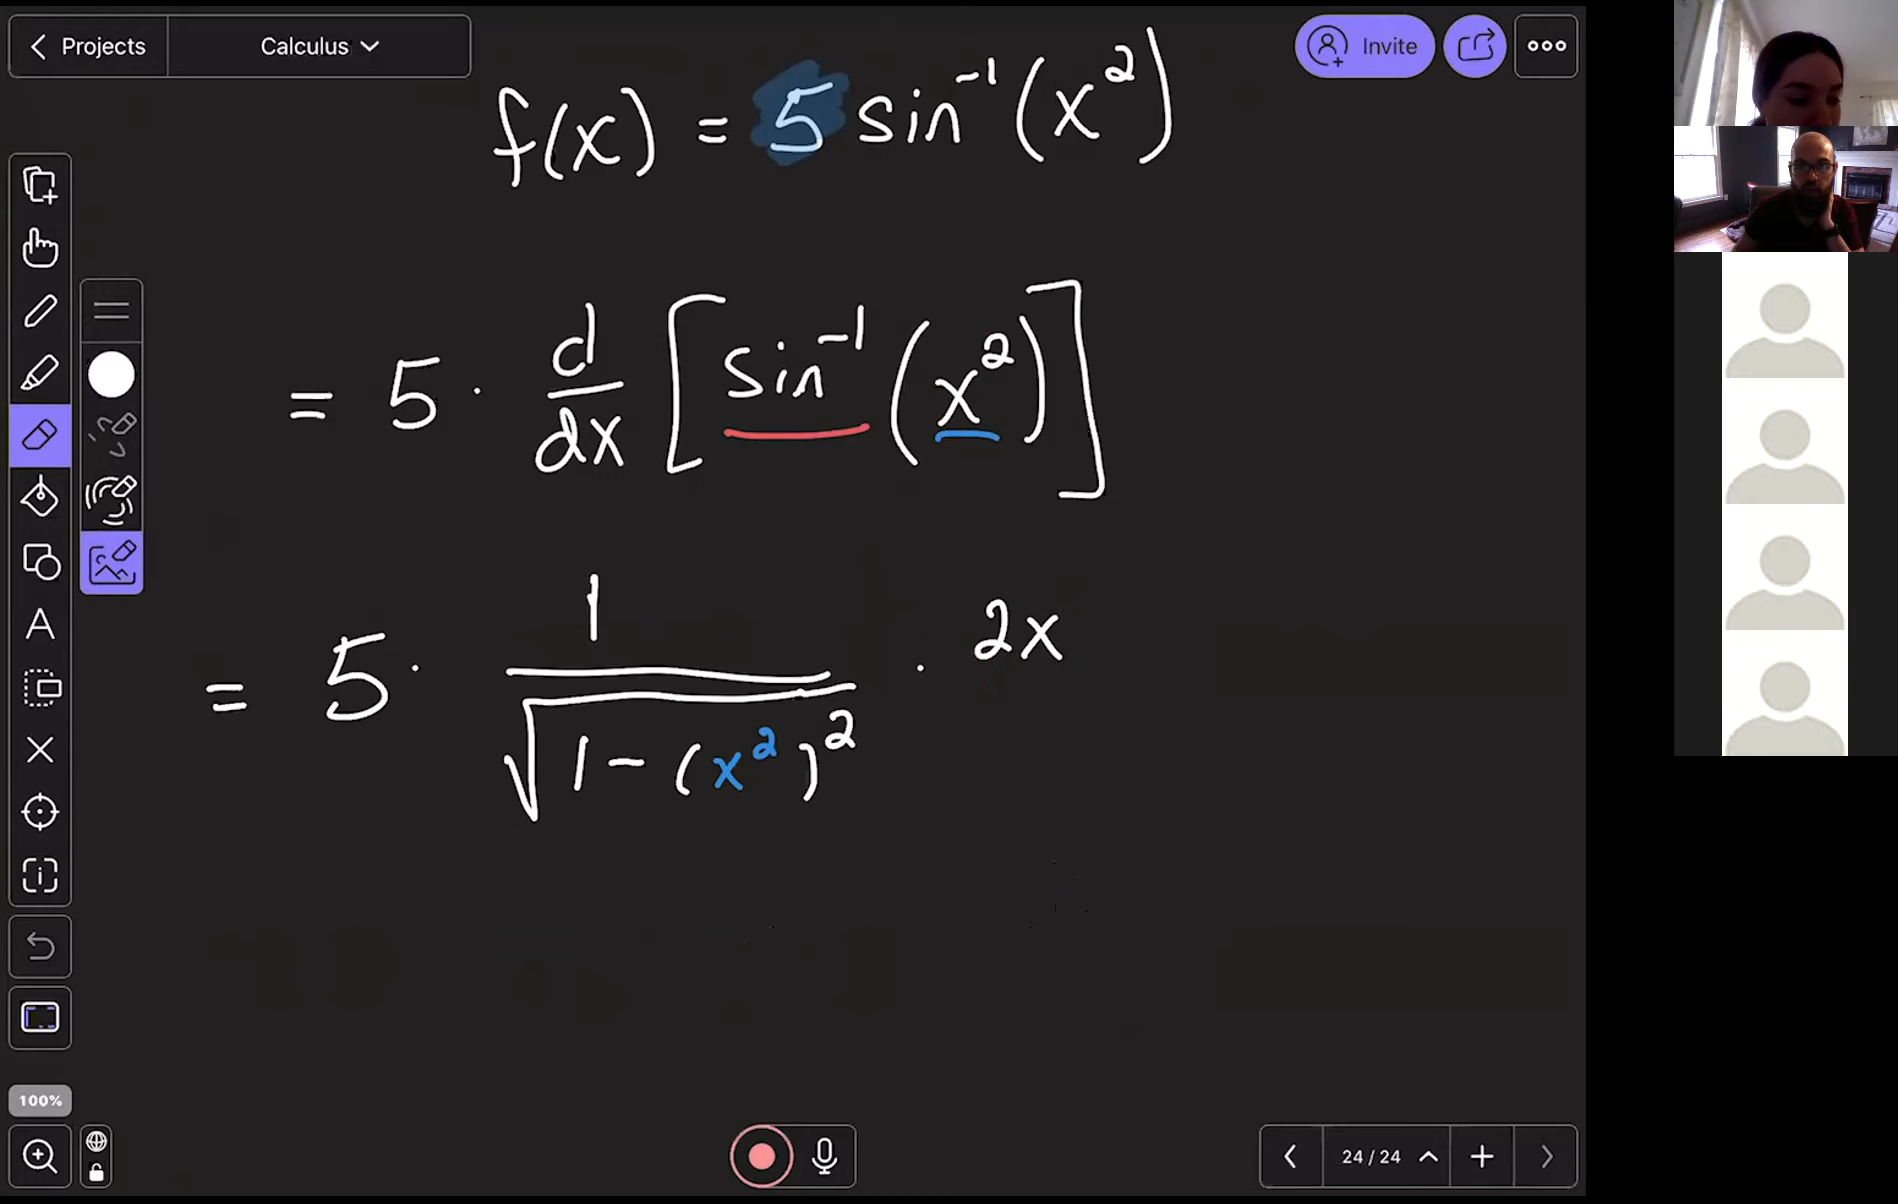 Projects
Calculus
Invite
f(x) = 5 sin⁻¹(x²)
= 5 · d/dx [sin⁻¹(x²)]
= 5 · 1/√(1-(x²)²) · 2x
A
100%
24/24